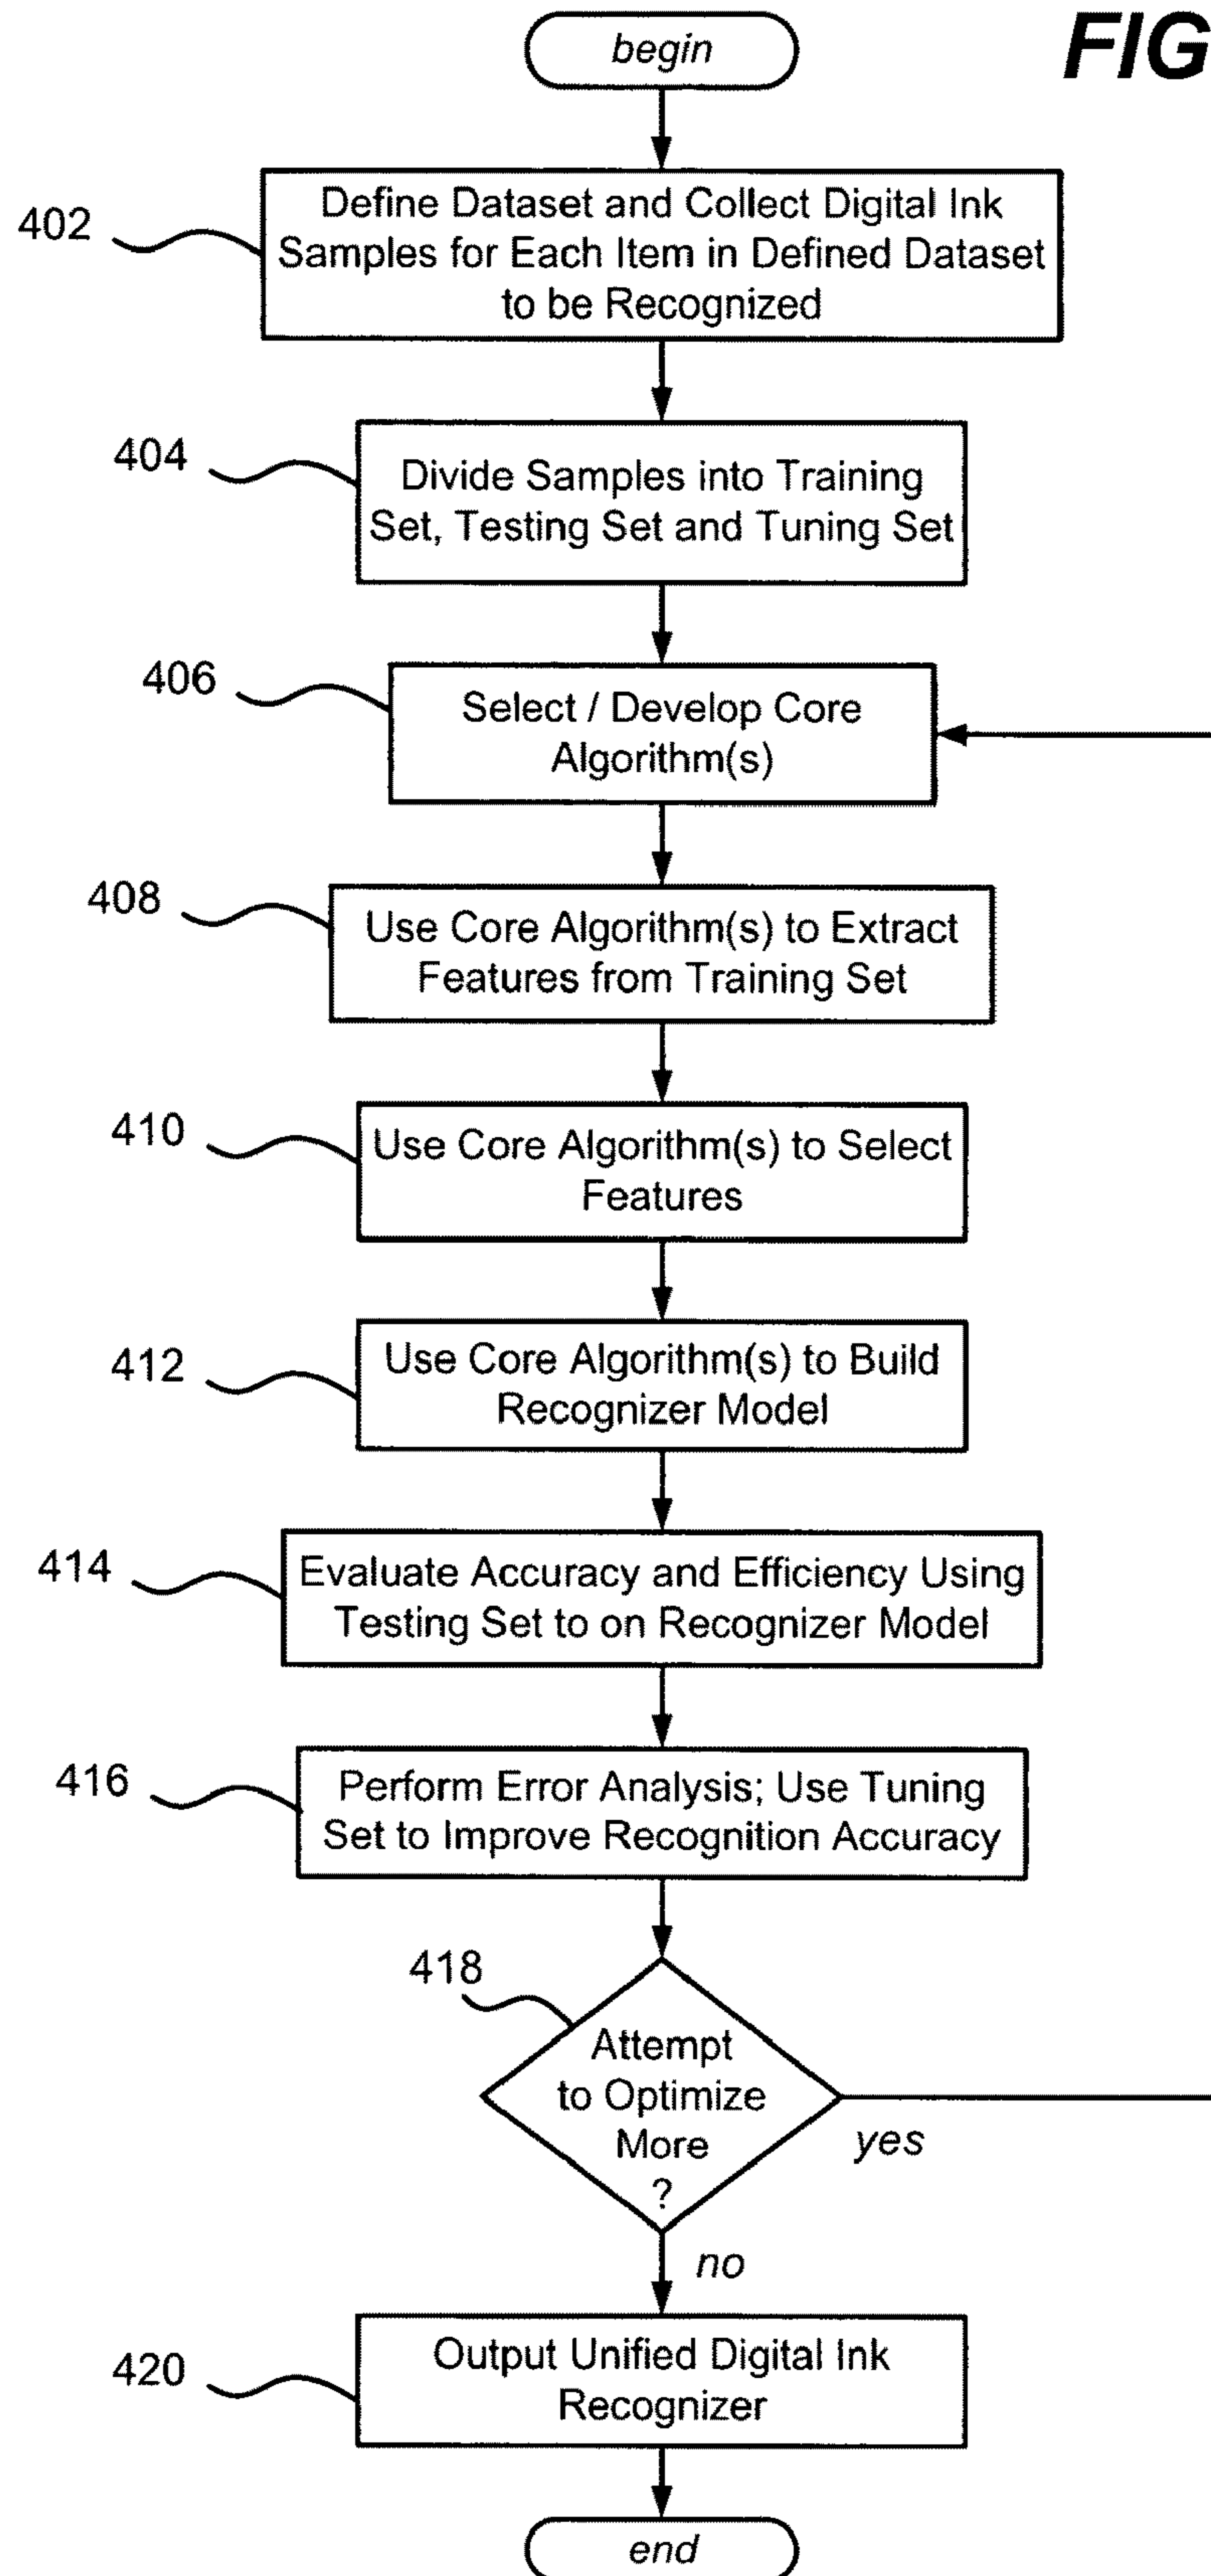 begin
FIG
402
Define Dataset and Collect Digital Ink
Samples for Each Item in Defined Dataset
to be Recognized
404
Divide Samples into Training
Set, Testing Set and Tuning Set
406
Select / Develop Core
Algorithm(s)
408
Use Core Algorithm(s) to Extract
Features from Training Set
410
Use Core Algorithm(s) to Select
Features
412
Use Core Algorithm(s) to Build
Recognizer Model
414
Evaluate Accuracy and Efficiency Using
Testing Set to on Recognizer Model
416
Perform Error Analysis; Use Tuning
Set to Improve Recognition Accuracy
418
Attempt
to Optimize
More
?
yes
no
420
Output Unified Digital Ink
Recognizer
end